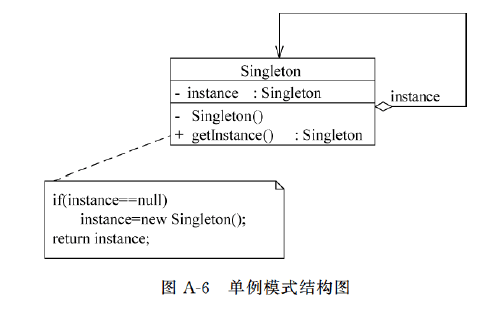 Singleton
- instance : Singleton
instance
- Singleton()
+ getInstance() : Singleton
if(instance==null)
instance=new Singleton();
return instance;
图 A-6 单例模式结构图